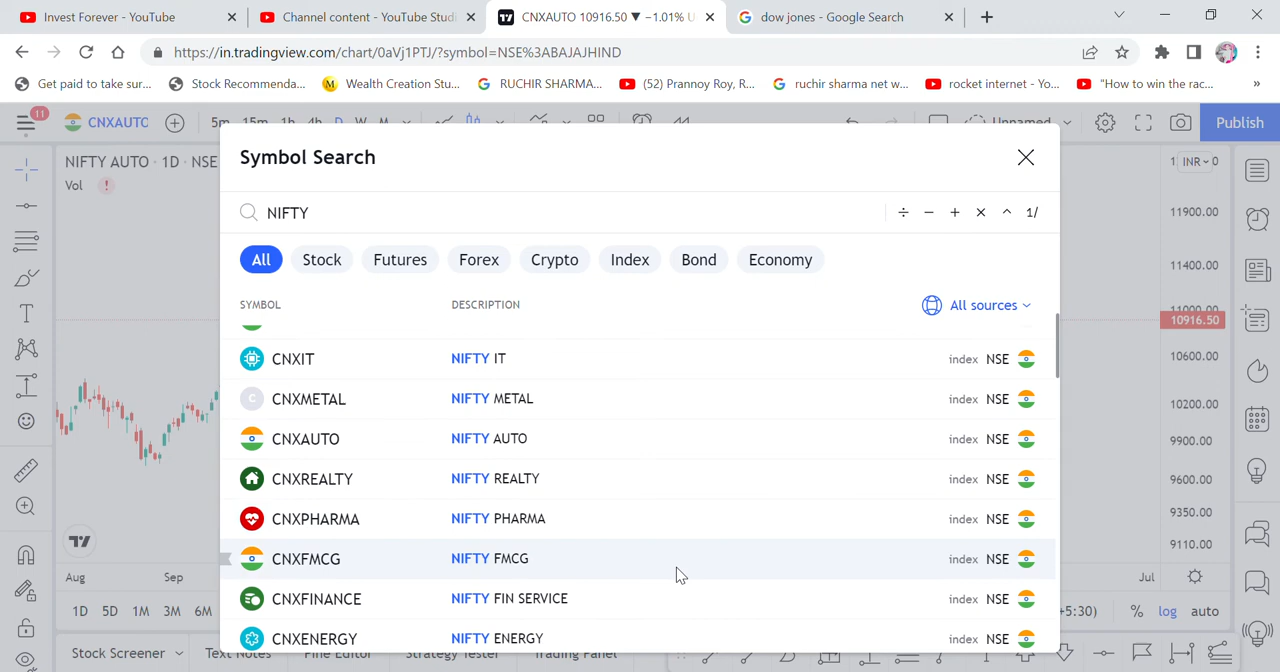 Invest Forever - YouTube
Channel content - YouTube Studi
CNXAUTO 10916.50 ▼ −1.01% U
dow jones - Google Search
https://in.tradingview.com/chart/0aVj1PTJ/?symbol=NSE%3ABAJAJHIND
Get paid to take sur...
Stock Recommenda...
Wealth Creation Stu...
RUCHIR SHARMA...
(52) Prannoy Roy, R...
ruchir sharma net w...
rocket internet - Yo...
"How to win the rac...
»
11
CNXAUTO
5m 15m 1h 4h D W M
Unnamed
Publish
NIFTY AUTO · 1D · NSE
Vol
Symbol Search
NIFTY
÷ − + × ^ 1/
All Stock Futures Forex Crypto Index Bond Economy
SYMBOL DESCRIPTION All sources
CNXIT NIFTY IT index NSE
C CNXMETAL NIFTY METAL index NSE
CNXAUTO NIFTY AUTO index NSE
CNXREALTY NIFTY REALTY index NSE
CNXPHARMA NIFTY PHARMA index NSE
CNXFMCG NIFTY FMCG index NSE
CNXFINANCE NIFTY FIN SERVICE index NSE
CNXENERGY NIFTY ENERGY index NSE
INR
11900.00
11400.00
11000.00
10916.50
10600.00
10200.00
9900.00
9600.00
9350.00
9110.00
Aug Sep Jul
1D 5D 1M 3M 6M
+5:30) % log auto
Stock Screener Text Notes Pine Editor Strategy Tester Trading Panel